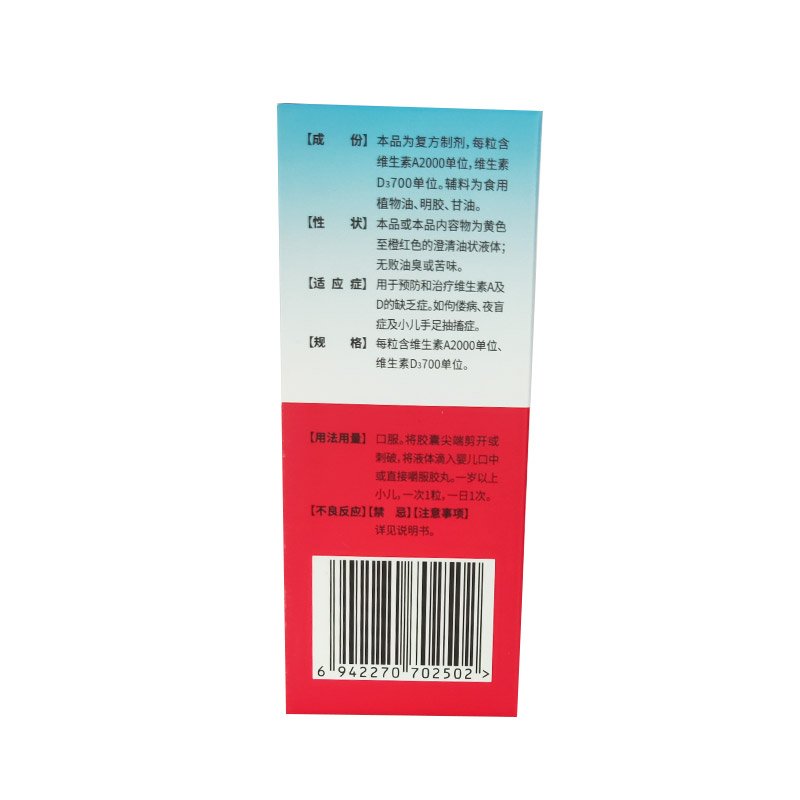 【成 份】本品为复方制剂，每粒含
维生素A2000单位，维生素
D3700单位。辅料为食用
植物油、明胶、甘油。
【性 状】本品或本品内容物为黄色
至橙红色的澄清油状液体；
无败油臭或苦味。
【适 应 症】用于预防和治疗维生素A及
D的缺乏症。如佝偻病、夜盲
症及小儿手足抽搐症。
【规 格】每粒含维生素A2000单位、
维生素D3700单位。
【用法用量】口服。将胶囊尖端剪开或
刺破，将液体滴入婴儿口中
或直接嚼服胶丸。一岁以上
小儿，一次1粒，一日1次。
【不良反应】【禁 忌】【注意事项】
详见说明书。
6 942270 702502 >